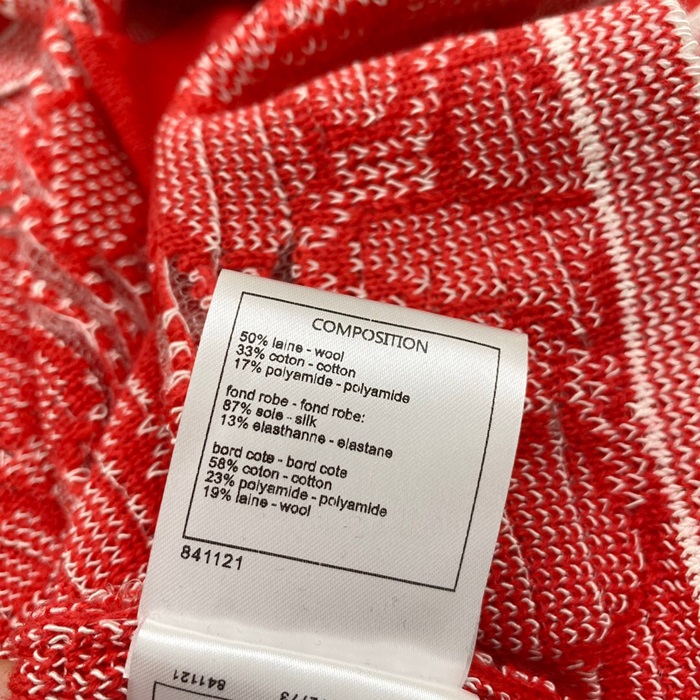 COMPOSITION
50% laine - wool
33% coton - cotton
17% polyamide - polyamide
fond robe - fond robe:
87% soie - silk
13% elasthanne - elastane
bord cote - bord cote
58% coton - cotton
23% polyamide - polyamide
19% laine - wool
841121
841121